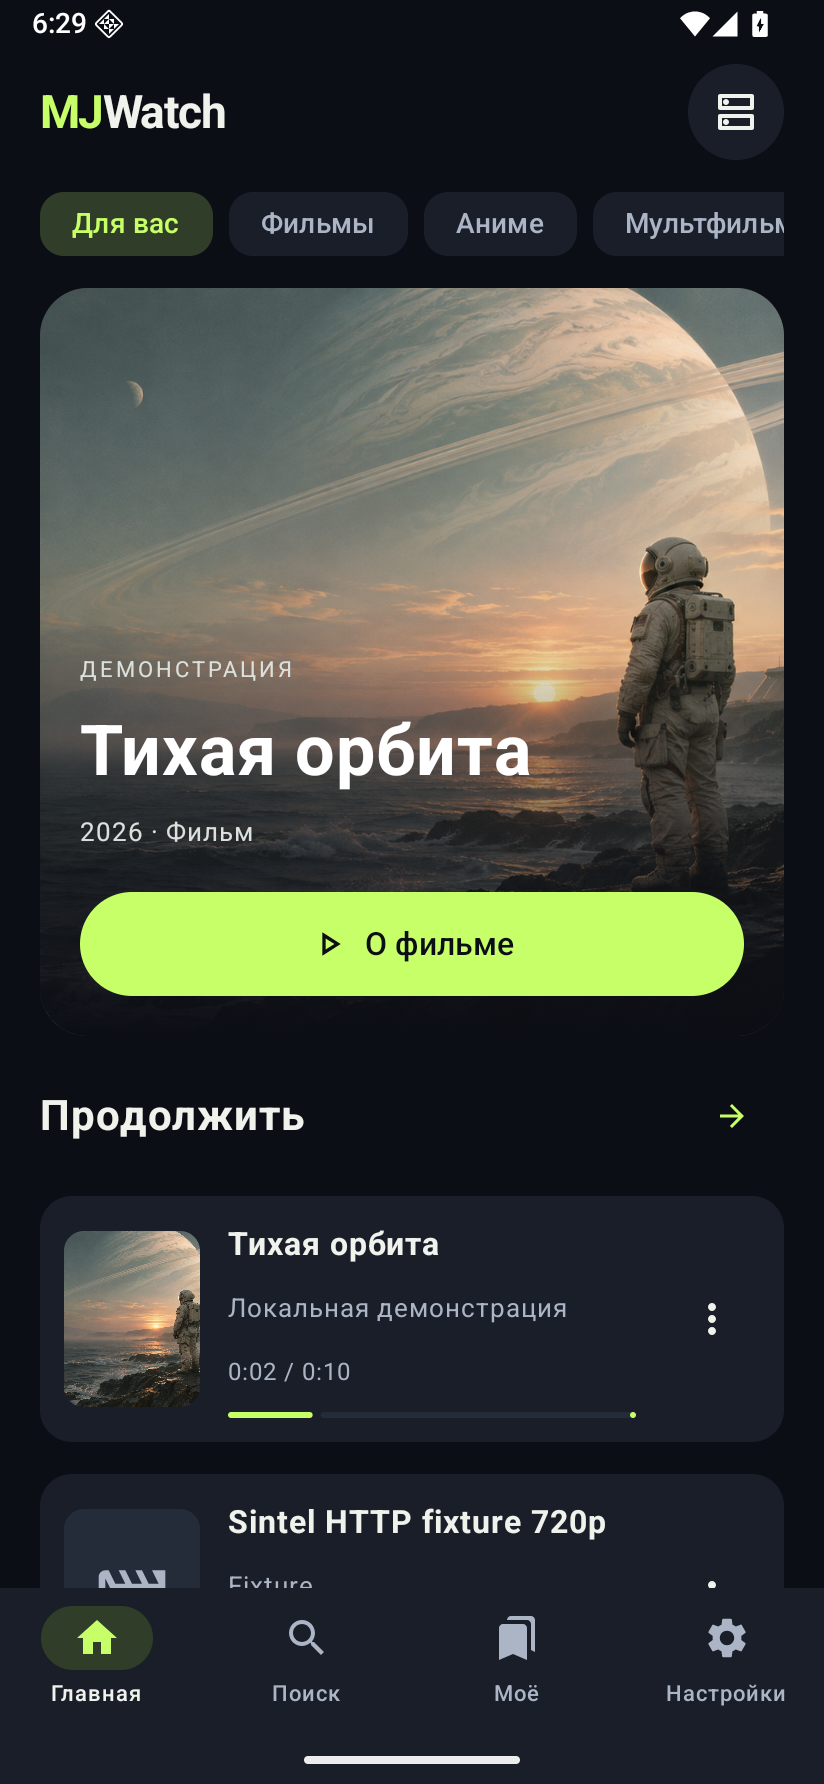 6:29
MJWatch
Для вас
Фильмы
Аниме
Мультфильм
ДЕМОНСТРАЦИЯ
Тихая орбита
2026 · Фильм
О фильме
Продолжить
Тихая орбита
Локальная демонстрация
0:02 / 0:10
Sintel HTTP fixture 720p
Fixture
Главная
Поиск
Моё
Настройки